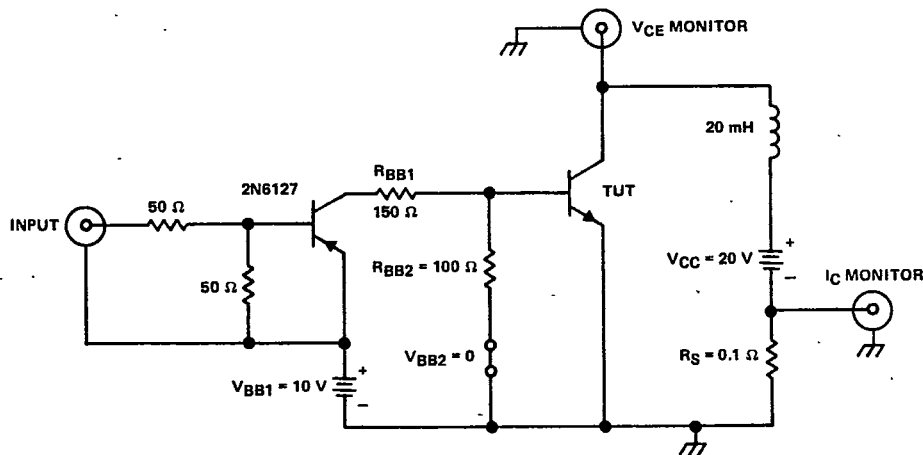 VCE MONITOR
20 mH
RBB1
2N6127
50 Ω
150 Ω
TUT
INPUT
RBB2 = 100 Ω
VCC = 20 V
+
−
IC MONITOR
50 Ω
VBB2 = 0
RS = 0.1 Ω
VBB1 = 10 V
+
−